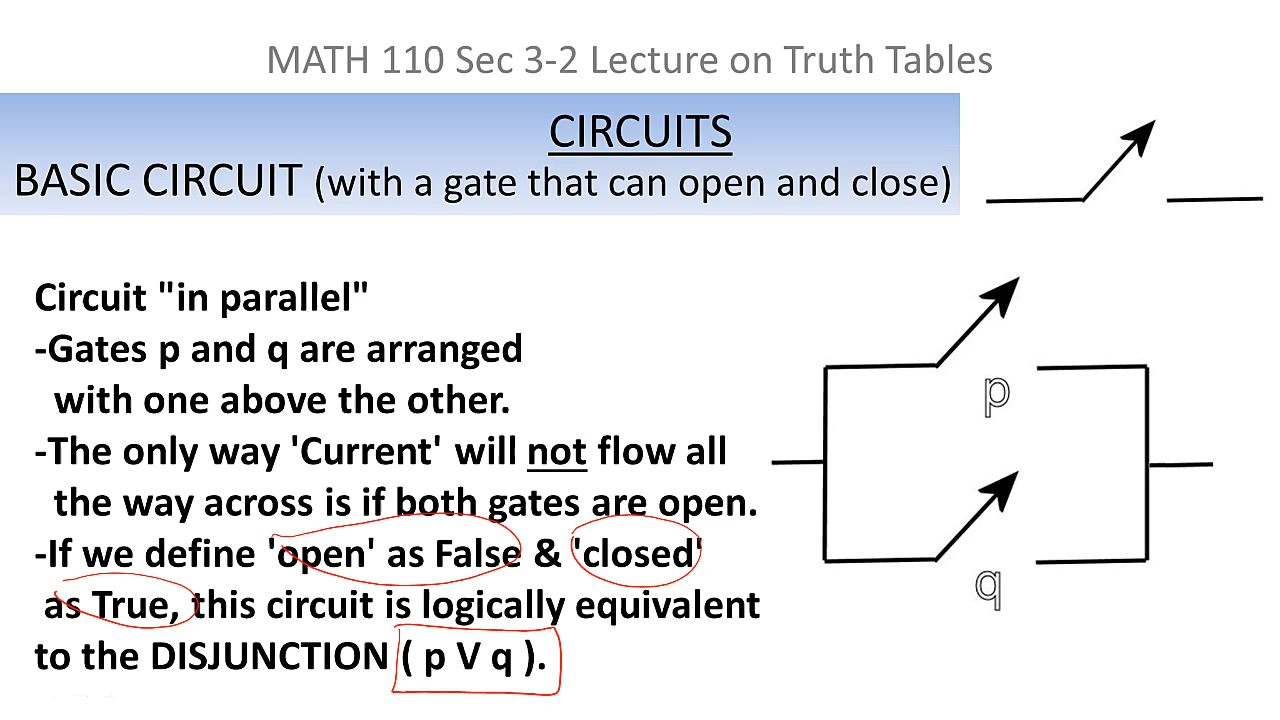 MATH 110 Sec 3-2 Lecture on Truth Tables
CIRCUITS
BASIC CIRCUIT (with a gate that can open and close)
Circuit "in parallel"
-Gates p and q are arranged
with one above the other.
-The only way 'Current' will not flow all
the way across is if both gates are open.
-If we define 'open' as False & 'closed'
as True, this circuit is logically equivalent
to the DISJUNCTION ( p V q ).
p
q